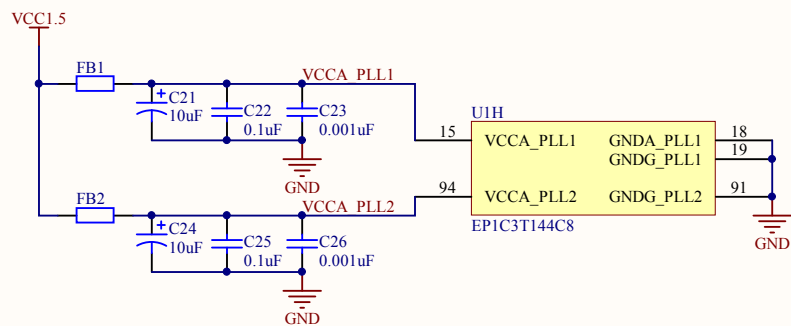 VCC1.5
FB1
VCCA_PLL1
+ C21
10uF
C22
0.1uF
C23
0.001uF
GND
U1H
15 VCCA_PLL1 GNDA_PLL1 18
GNDG_PLL1 19
94 VCCA_PLL2 GNDG_PLL2 91
EP1C3T144C8
GND
FB2
VCCA_PLL2
+ C24
10uF
C25
0.1uF
C26
0.001uF
GND